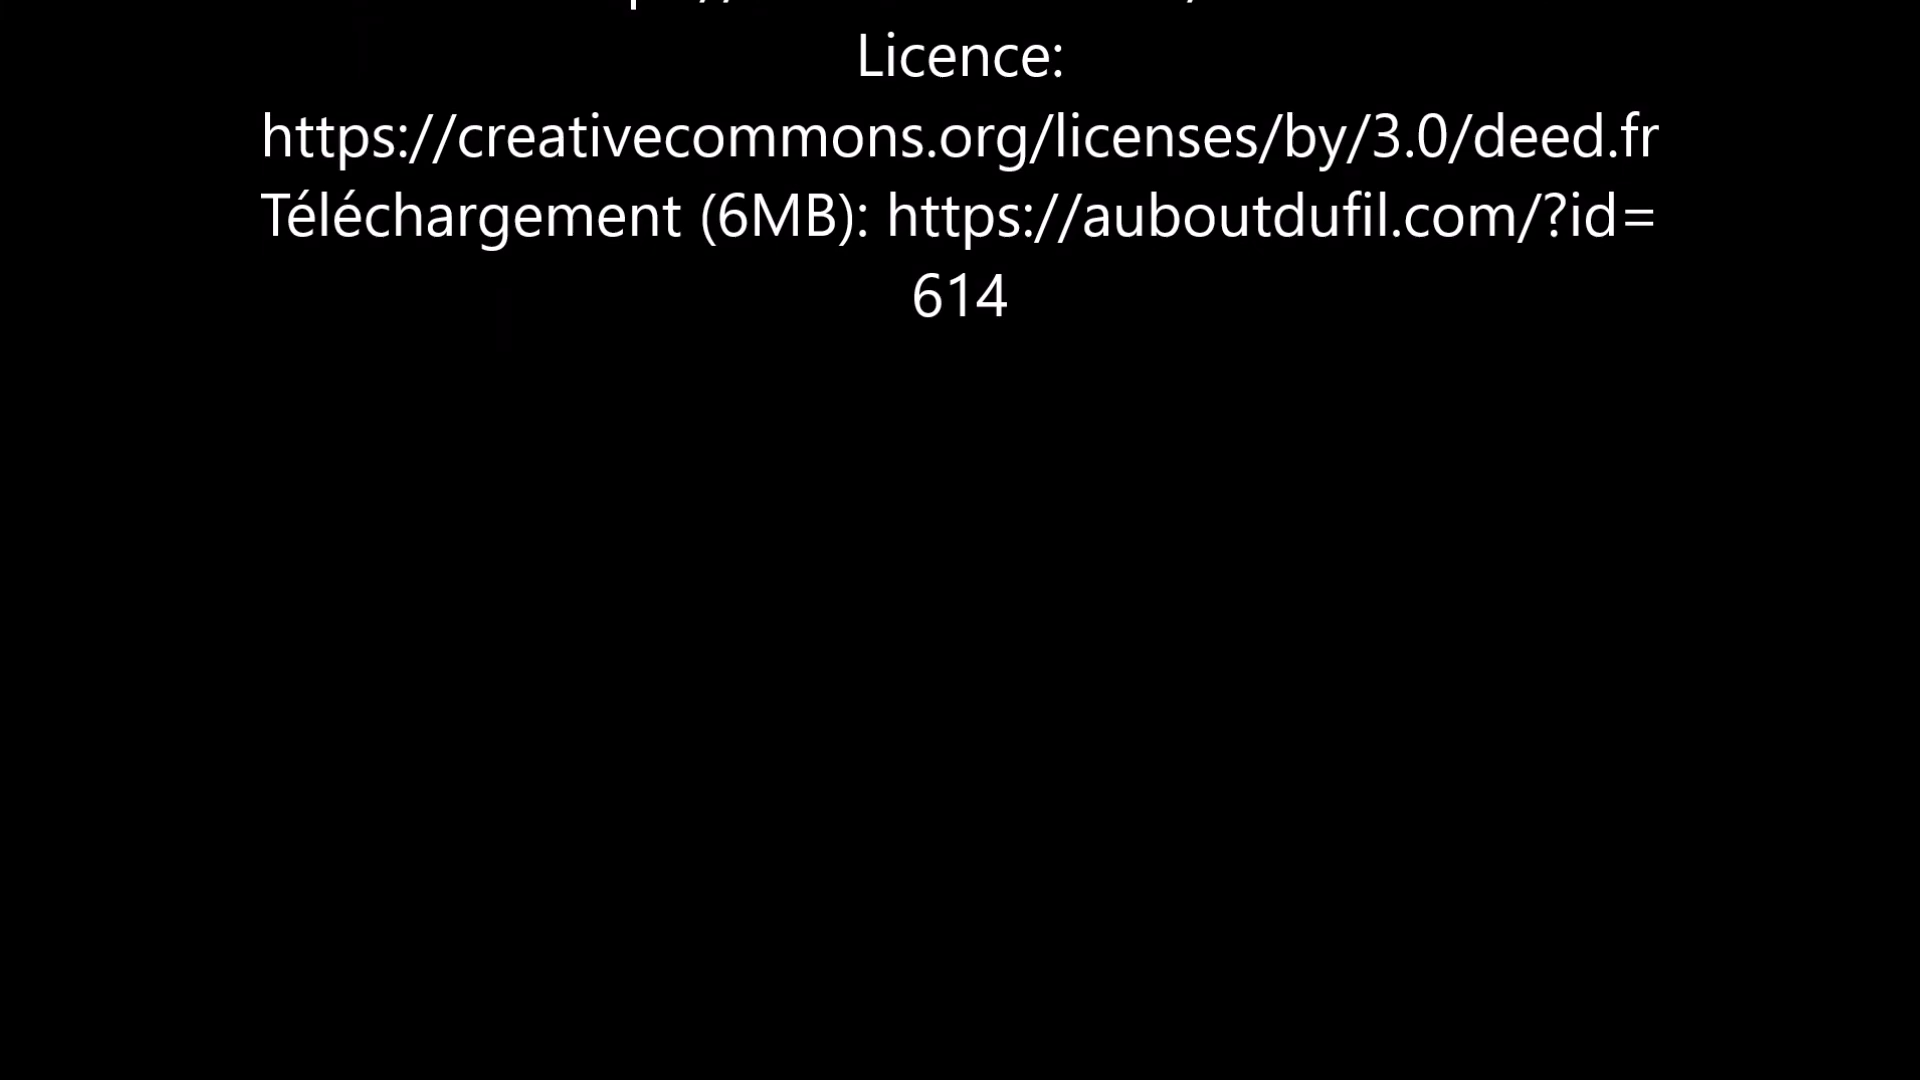 Licence:
https://creativecommons.org/licenses/by/3.0/deed.fr
Téléchargement (6MB): https://auboutdufil.com/?id=
614